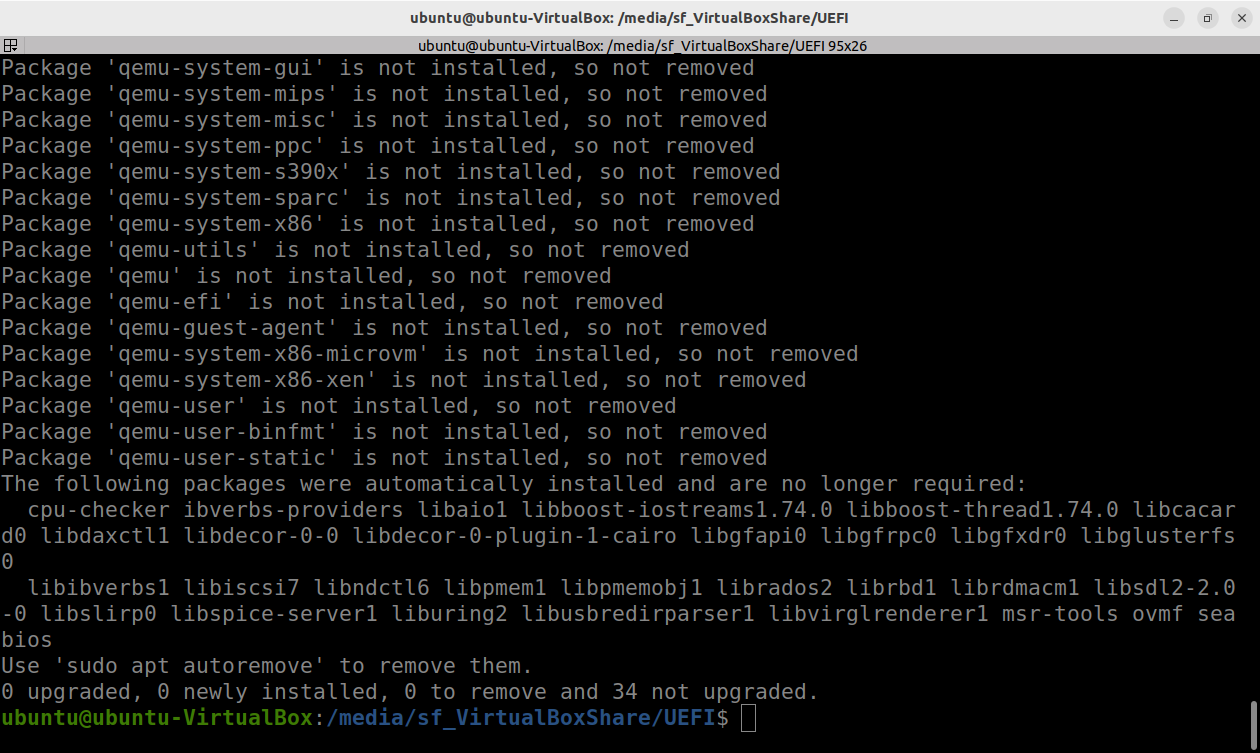 ubuntu@ubuntu-VirtualBox: /media/sf_VirtualBoxShare/UEFI
ubuntu@ubuntu-VirtualBox: /media/sf_VirtualBoxShare/UEFI 95x26
Package 'qemu-system-gui' is not installed, so not removed
Package 'qemu-system-mips' is not installed, so not removed
Package 'qemu-system-misc' is not installed, so not removed
Package 'qemu-system-ppc' is not installed, so not removed
Package 'qemu-system-s390x' is not installed, so not removed
Package 'qemu-system-sparc' is not installed, so not removed
Package 'qemu-system-x86' is not installed, so not removed
Package 'qemu-utils' is not installed, so not removed
Package 'qemu' is not installed, so not removed
Package 'qemu-efi' is not installed, so not removed
Package 'qemu-guest-agent' is not installed, so not removed
Package 'qemu-system-x86-microvm' is not installed, so not removed
Package 'qemu-system-x86-xen' is not installed, so not removed
Package 'qemu-user' is not installed, so not removed
Package 'qemu-user-binfmt' is not installed, so not removed
Package 'qemu-user-static' is not installed, so not removed
The following packages were automatically installed and are no longer required:
  cpu-checker ibverbs-providers libaio1 libboost-iostreams1.74.0 libboost-thread1.74.0 libcacar
d0 libdaxctl1 libdecor-0-0 libdecor-0-plugin-1-cairo libgfapi0 libgfrpc0 libgfxdr0 libglusterfs
0
  libibverbs1 libiscsi7 libndctl6 libpmem1 libpmemobj1 librados2 librbd1 librdmacm1 libsdl2-2.0
-0 libslirp0 libspice-server1 liburing2 libusbredirparser1 libvirglrenderer1 msr-tools ovmf sea
bios
Use 'sudo apt autoremove' to remove them.
0 upgraded, 0 newly installed, 0 to remove and 34 not upgraded.
ubuntu@ubuntu-VirtualBox:/media/sf_VirtualBoxShare/UEFI$